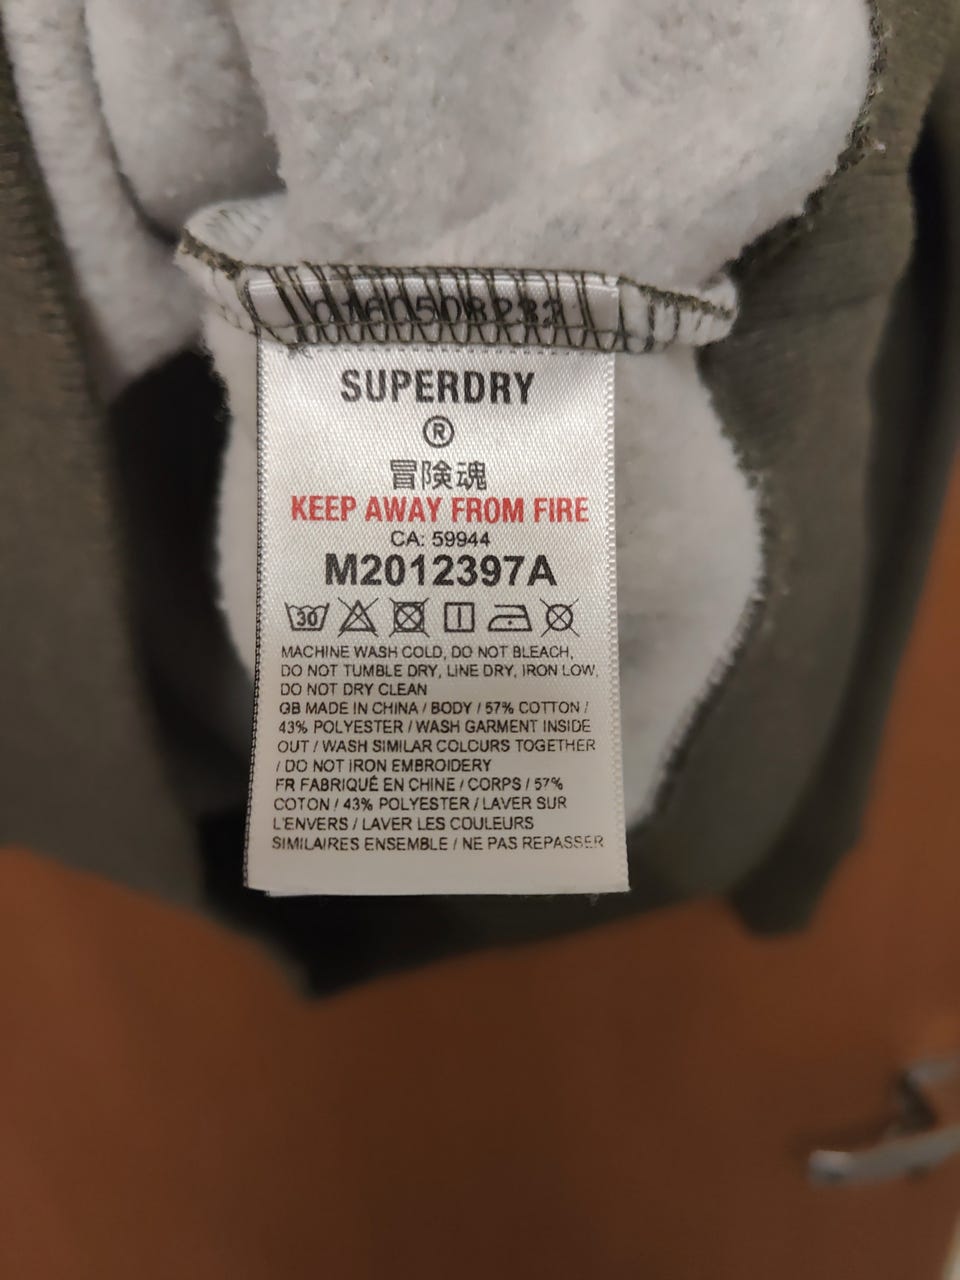 SUPERDRY
®
冒険魂
KEEP AWAY FROM FIRE
CA: 59944
M2012397A
30
MACHINE WASH COLD, DO NOT BLEACH,
DO NOT TUMBLE DRY, LINE DRY, IRON LOW,
DO NOT DRY CLEAN
GB MADE IN CHINA / BODY / 57% COTTON /
43% POLYESTER / WASH GARMENT INSIDE
OUT / WASH SIMILAR COLOURS TOGETHER
/ DO NOT IRON EMBROIDERY
FR FABRIQUÉ EN CHINE / CORPS / 57%
COTON / 43% POLYESTER / LAVER SUR
L'ENVERS / LAVER LES COULEURS
SIMILAIRES ENSEMBLE / NE PAS REPASSER